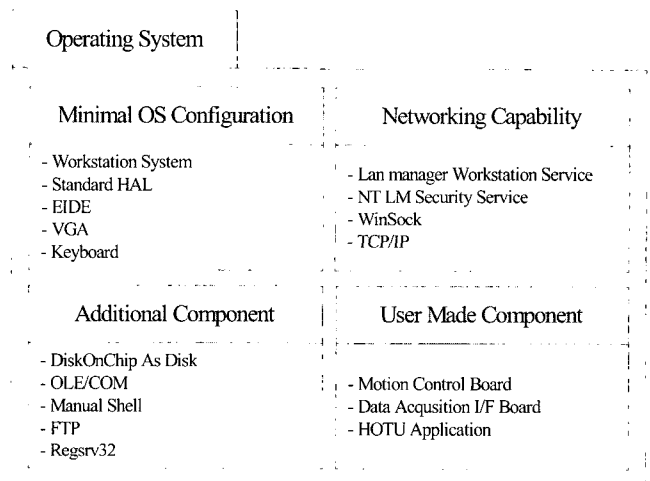 Operating System
Minimal OS Configuration
- Workstation System
- Standard HAL
- EIDE
- VGA
- Keyboard
Networking Capability
- Lan manager Workstation Service
- NT LM Security Service
- WinSock
- TCP/IP
Additional Component
- DiskOnChip As Disk
- OLE/COM
- Manual Shell
- FTP
- Regsrv32
User Made Component
- Motion Control Board
- Data Acqusition I/F Board
- HOTU Application